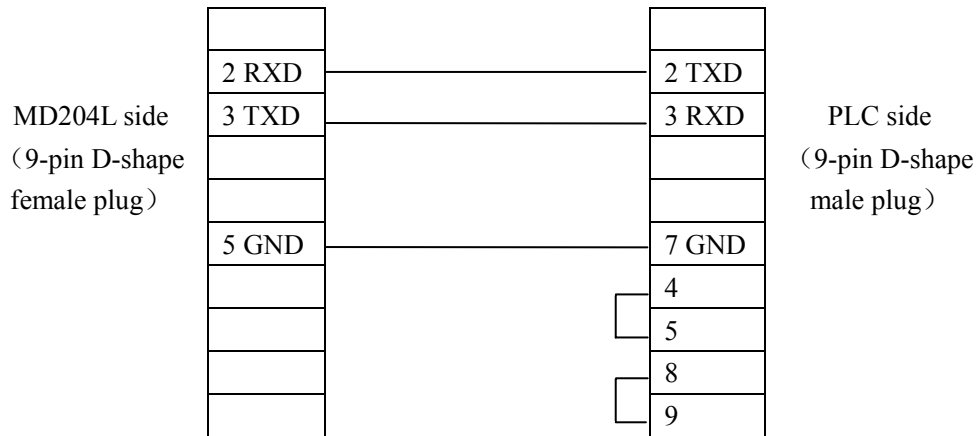 2 RXD 2 TXD
MD204L side 3 TXD 3 RXD PLC side
（9-pin D-shape （9-pin D-shape
female plug） male plug）
5 GND 7 GND
4
5
8
9